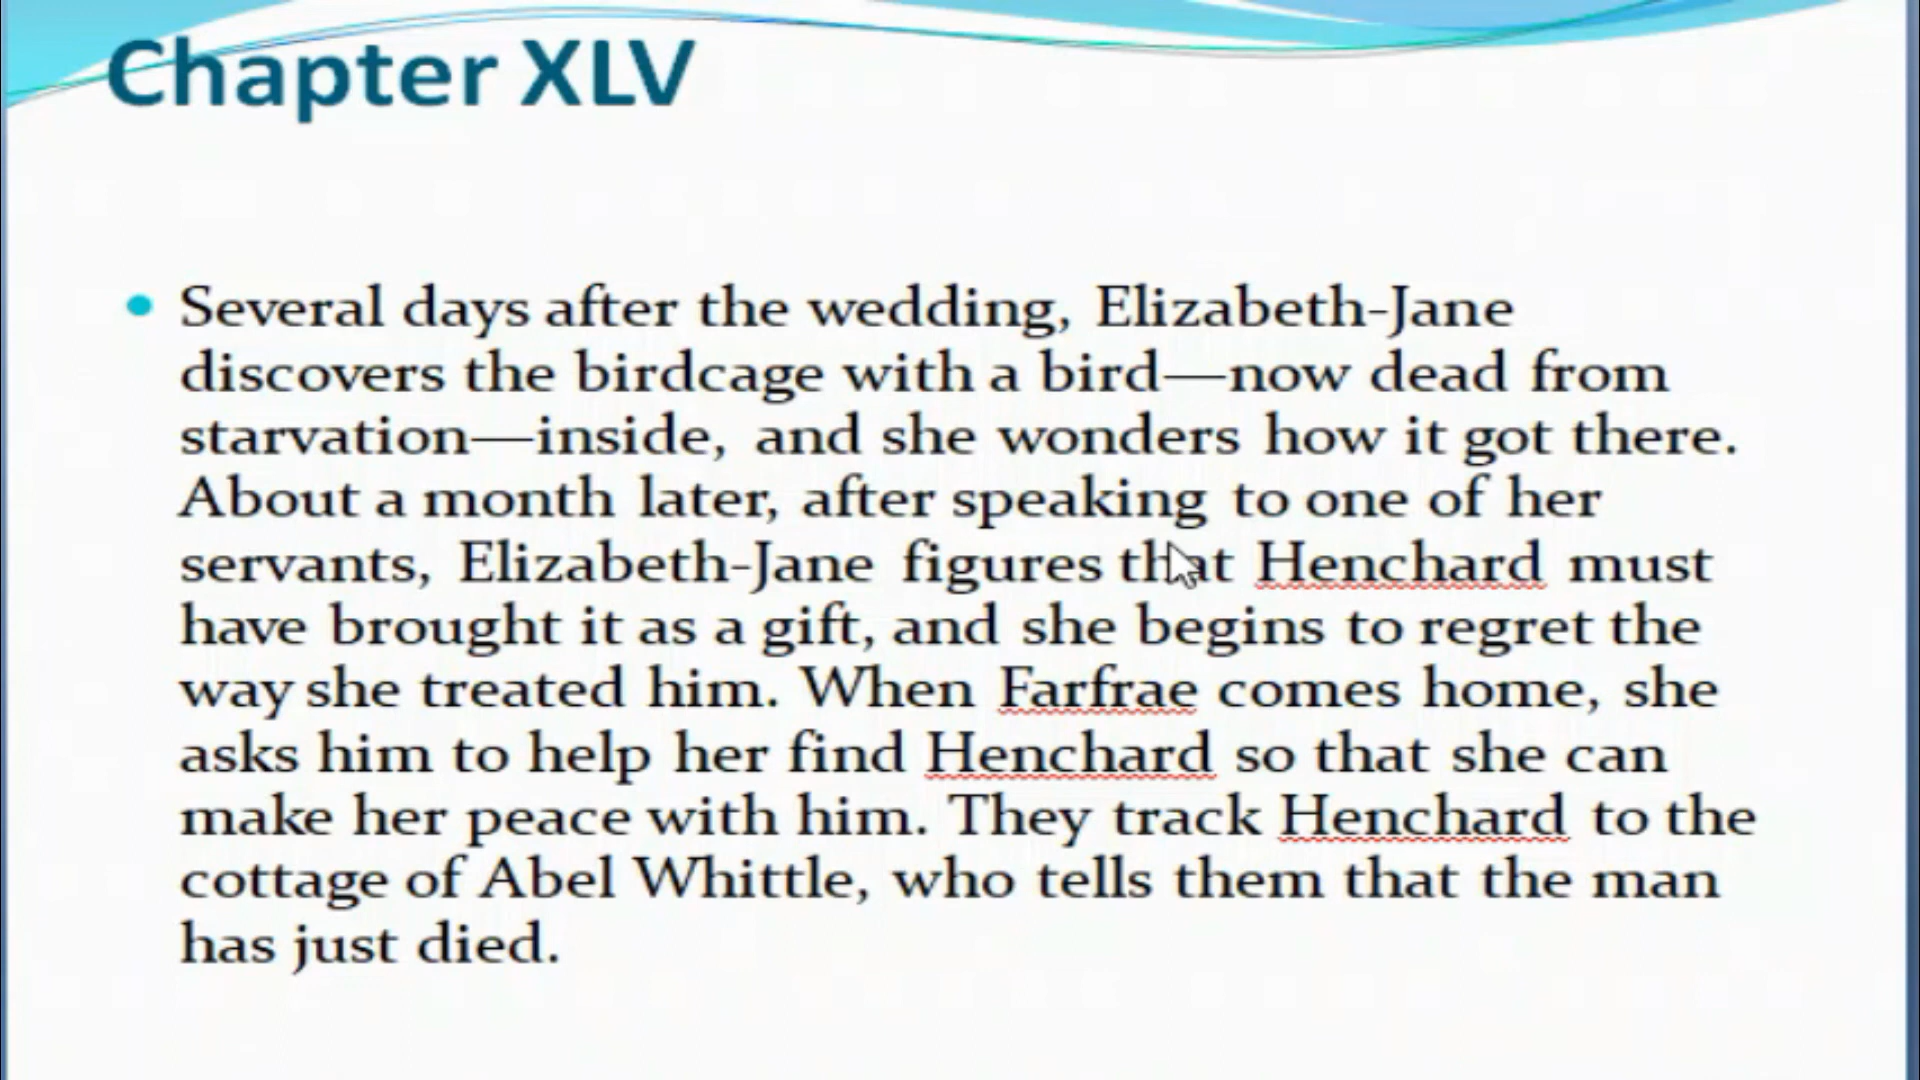 Chapter XLV
Several days after the wedding, Elizabeth-Jane
discovers the birdcage with a bird—now dead from
starvation—inside, and she wonders how it got there.
About a month later, after speaking to one of her
servants, Elizabeth-Jane figures that Henchard must
have brought it as a gift, and she begins to regret the
way she treated him. When Farfrae comes home, she
asks him to help her find Henchard so that she can
make her peace with him. They track Henchard to the
cottage of Abel Whittle, who tells them that the man
has just died.